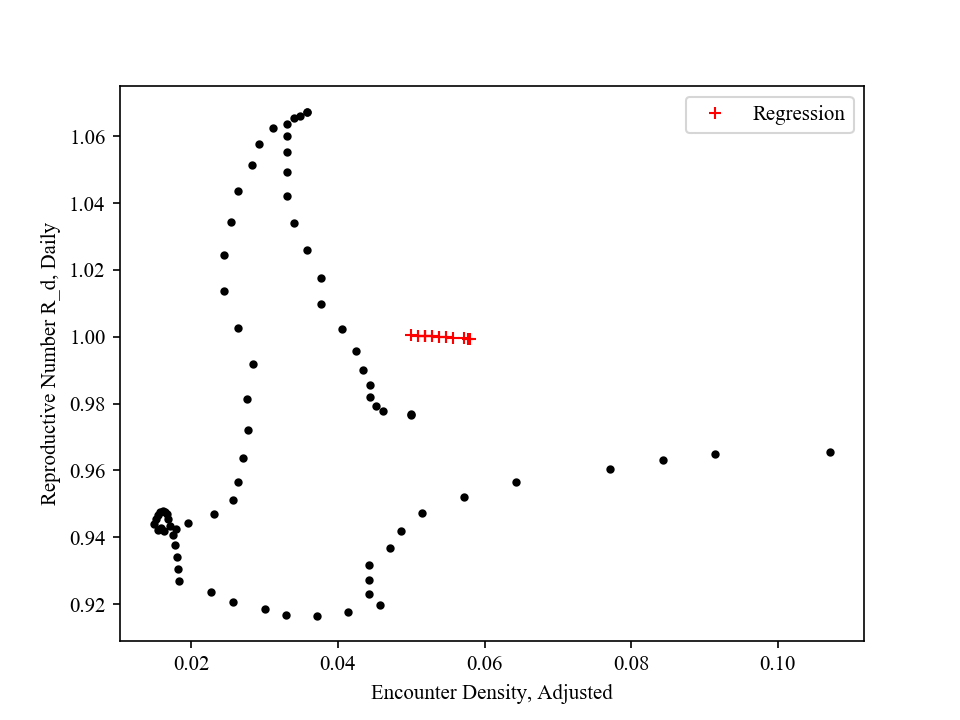 Regression
1.06
1.04
1.02
1.00
0.98
0.96
0.94
0.92
Reproductive Number R_d, Daily
0.02 0.04 0.06 0.08 0.10
Encounter Density, Adjusted